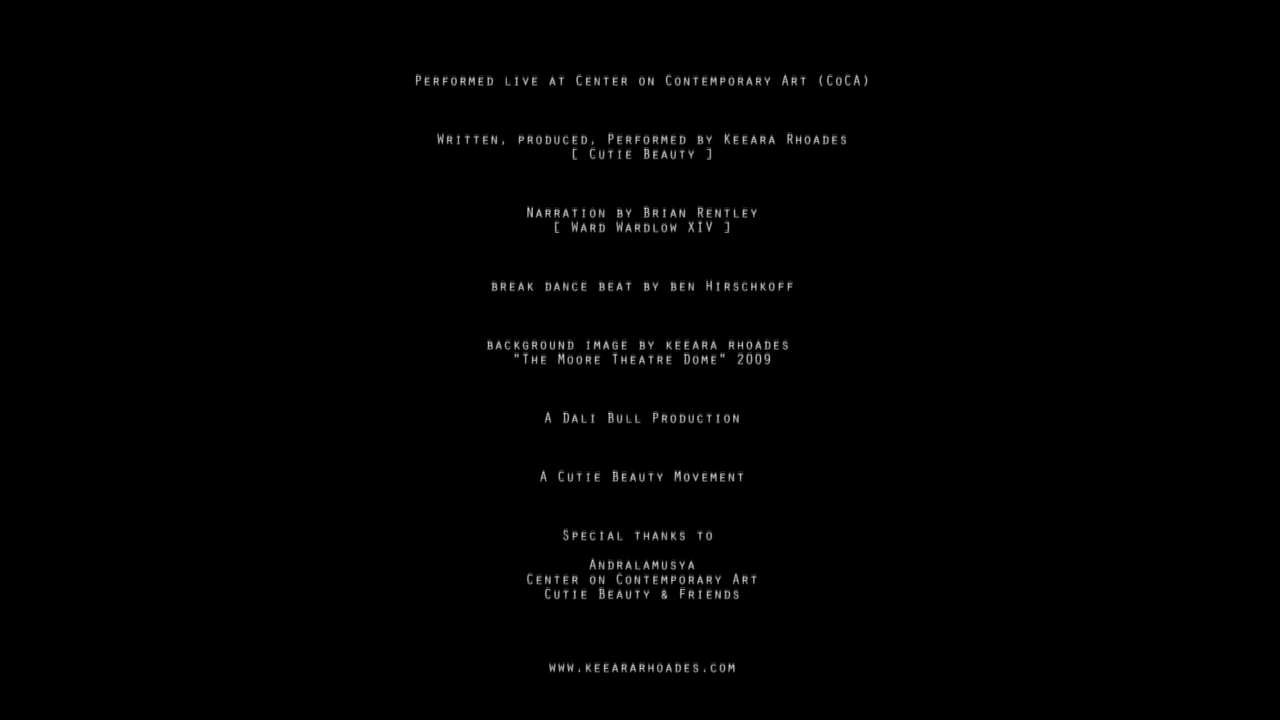 Performed live at Center on Contemporary Art (CoCA)
Written, produced, Performed by Keeara Rhoades
[ Cutie Beauty ]
Narration by Brian Rentley
[ Ward Wardlow XIV ]
break dance beat by ben Hirschkoff
background image by keeara rhoades
"The Moore Theatre Dome" 2009
A Dali Bull Production
A Cutie Beauty Movement
Special thanks to
Andralamusya
Center on Contemporary Art
Cutie Beauty & Friends
www.keeararhoades.com